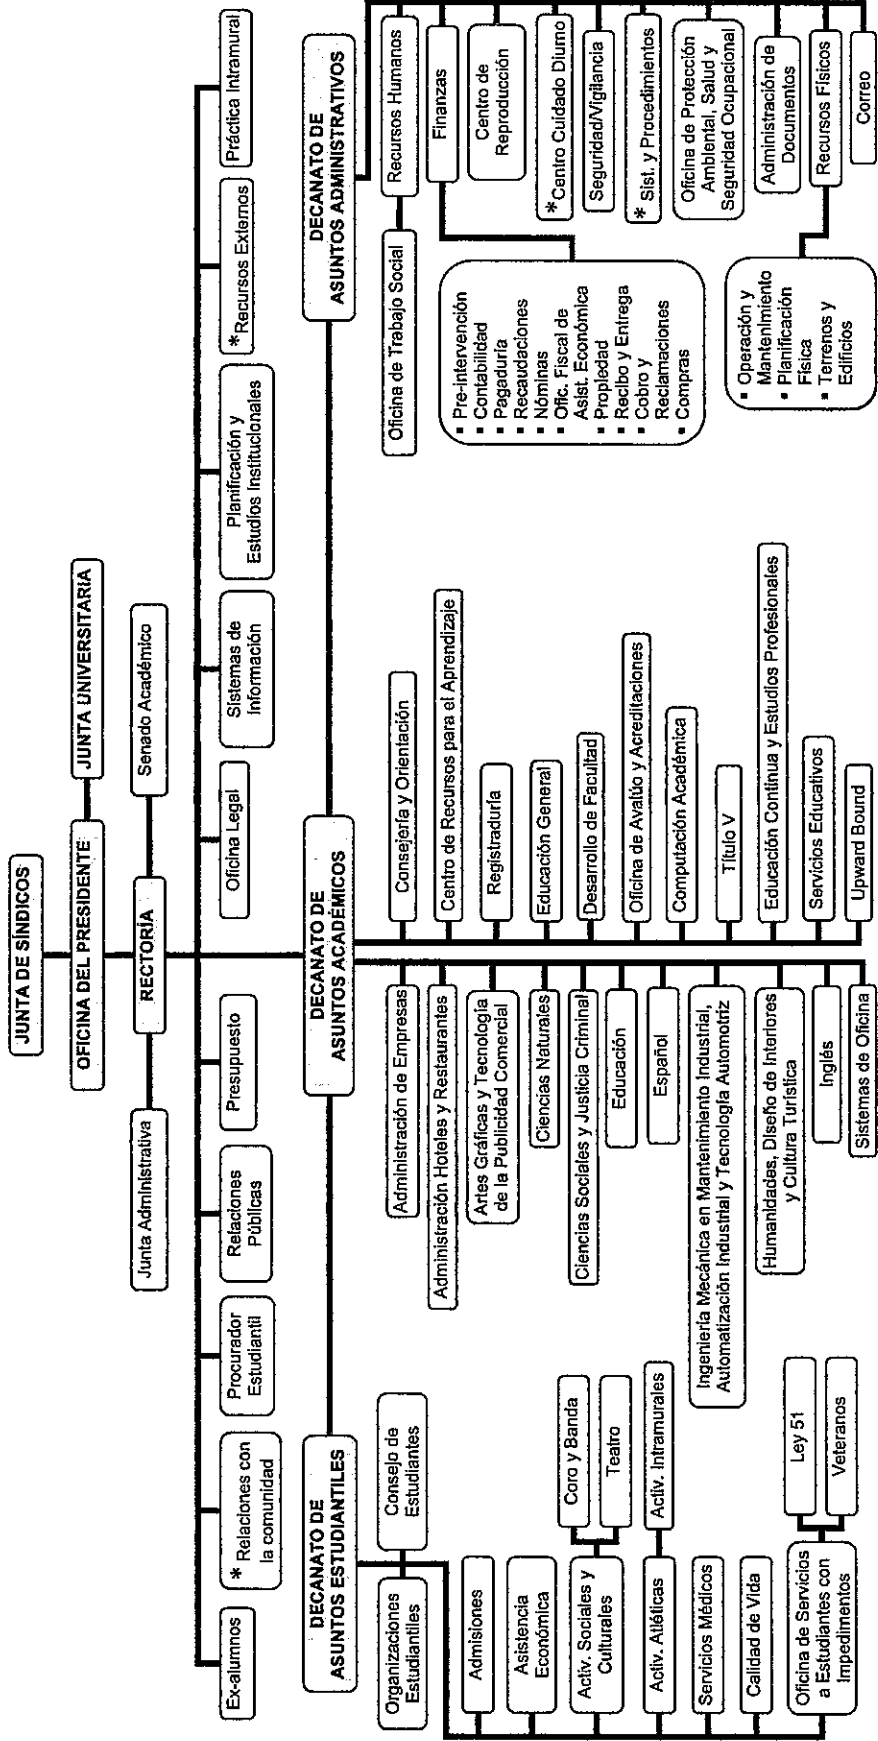 JUNTA DE SÍNDICOS
OFICINA DEL PRESIDENTE
JUNTA UNIVERSITARIA
RECTORÍA
Junta Administrativa
Senado Académico
Ex-alumnos
* Relaciones con
la comunidad
Procurador
Estudiantil
Relaciones
Públicas
Presupuesto
Oficina Legal
Sistemas de
Información
Planificación y
Estudios Institucionales
*Recursos Externos
Práctica Intramural
DECANATO DE
ASUNTOS ESTUDIANTILES
Organizaciones
Estudiantiles
Consejo de
Estudiantes
Admisiones
Asistencia
Económica
Activ. Sociales y
Culturales
Coro y Banda
Teatro
Activ. Atléticas
Activ. Intramurales
Servicios Médicos
Calidad de Vida
Oficina de Servicios
a Estudiantes con
Impedimentos
Ley 51
Veteranos
DECANATO DE
ASUNTOS ACADÉMICOS
Administración de Empresas
Administración Hoteles y Restaurantes
Artes Gráficas y Tecnología
de la Publicidad Comercial
Ciencias Naturales
Ciencias Sociales y Justicia Criminal
Educación
Español
Ingeniería Mecánica en Mantenimiento Industrial,
Automatización Industrial y Tecnología Automotriz
Humanidades, Diseño de Interiores
y Cultura Turística
Inglés
Sistemas de Oficina
Consejería y Orientación
Centro de Recursos para el Aprendizaje
Registraduría
Educación General
Desarrollo de Facultad
Oficina de Avalúo y Acreditaciones
Computación Académica
Título V
Educación Continua y Estudios Profesionales
Servicios Educativos
Upward Bound
DECANATO DE
ASUNTOS ADMINISTRATIVOS
Oficina de Trabajo Social
Recursos Humanos
Finanzas
▪ Pre-intervención
▪ Contabilidad
▪ Pagaduría
▪ Recaudaciones
▪ Nóminas
▪ Ofic. Fiscal de
Asist. Económica
▪ Propiedad
▪ Recibo y Entrega
▪ Cobro y
Reclamaciones
▪ Compras
Centro de
Reproducción
*Centro Cuidado Diurno
Seguridad/Vigilancia
* Sist. y Procedimientos
Oficina de Protección
Ambiental, Salud y
Seguridad Ocupacional
Administración de
Documentos
Recursos Físicos
▪ Operación y
Mantenimiento
▪ Planificación
Física
▪ Terrenos y
Edificios
Correo